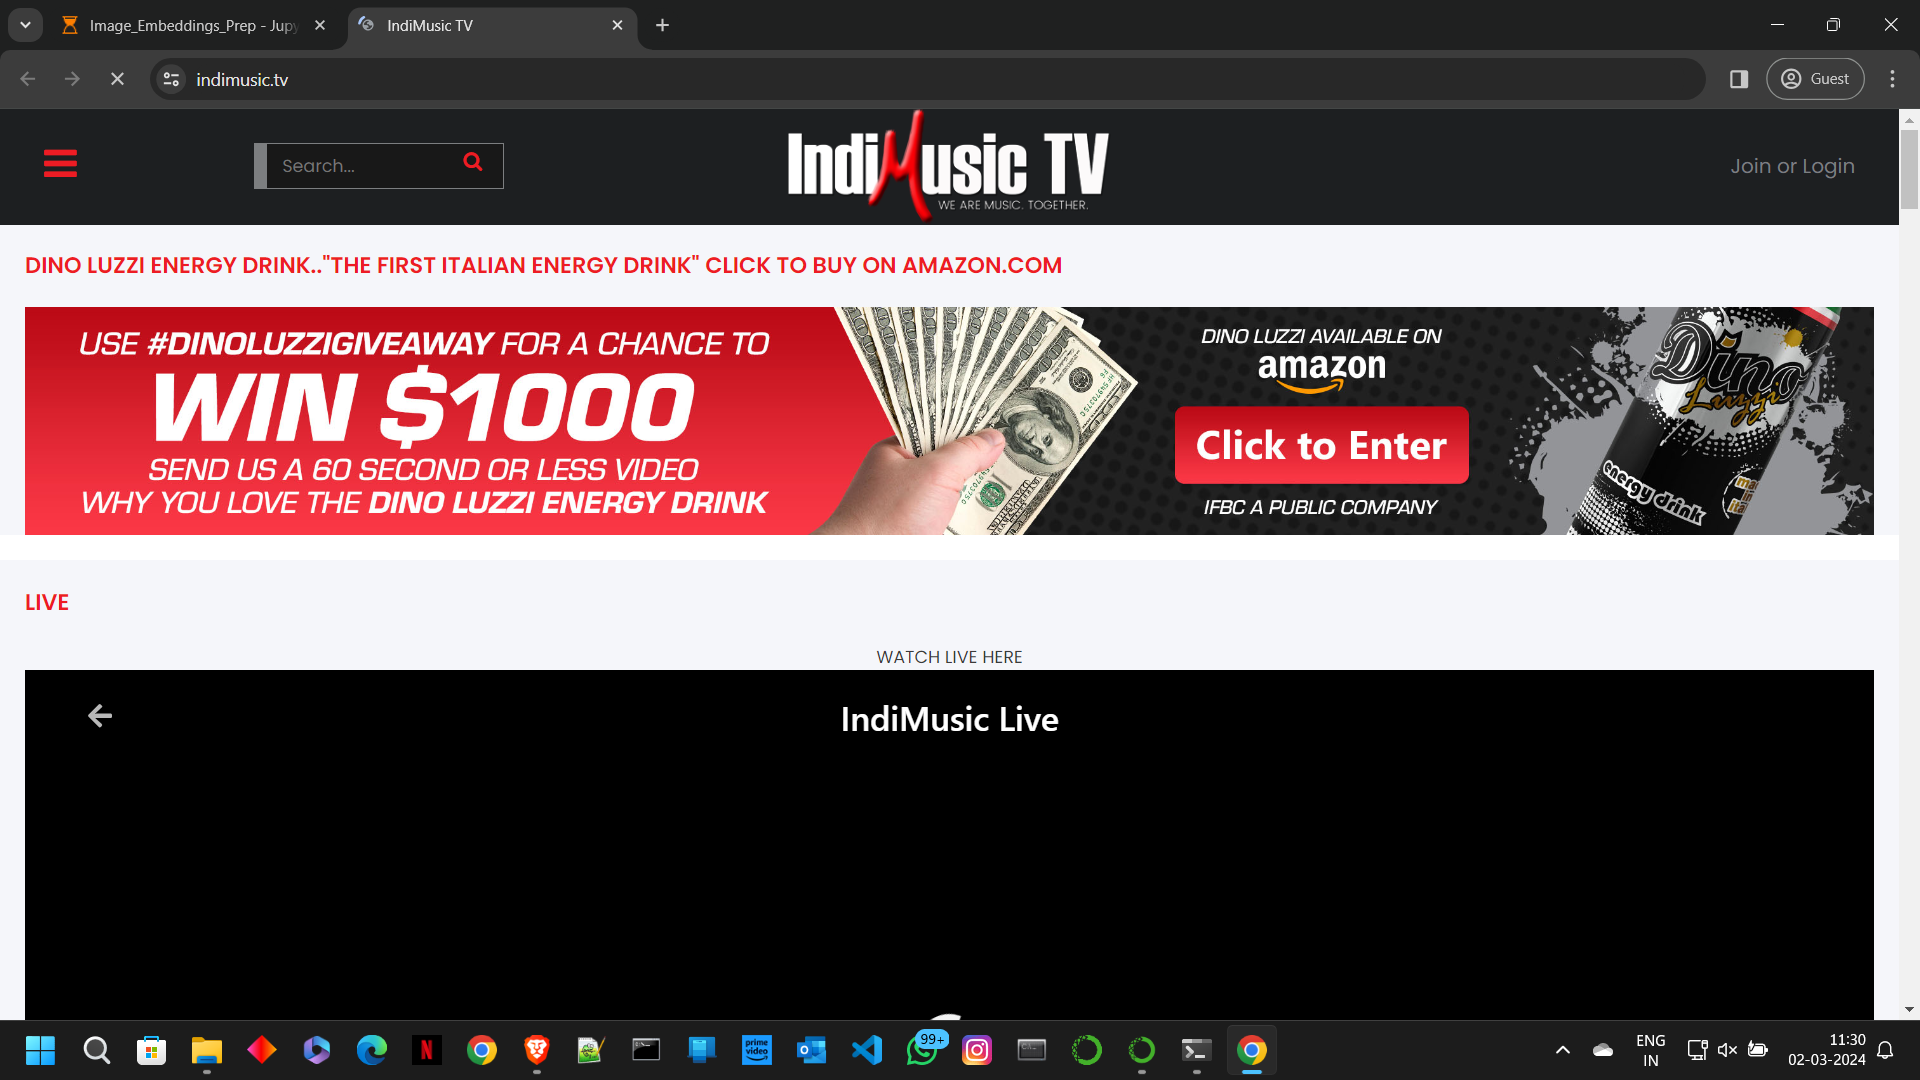 Image_Embeddings_Prep - Jupy
IndiMusic TV
indimusic.tv
Guest
Search...
IndiMusic TV
WE ARE MUSIC. TOGETHER.
Join or Login
DINO LUZZI ENERGY DRINK.."THE FIRST ITALIAN ENERGY DRINK" CLICK TO BUY ON AMAZON.COM
USE #DINOLUZZIGIVEAWAY FOR A CHANCE TO
WIN $1000
SEND US A 60 SECOND OR LESS VIDEO
WHY YOU LOVE THE DINO LUZZI ENERGY DRINK
DINO LUZZI AVAILABLE ON
amazon
Click to Enter
IFBC A PUBLIC COMPANY
Dino
Luzzi
energy drink
LIVE
WATCH LIVE HERE
IndiMusic Live
prime
video
99+
ENG
IN
11:30
02-03-2024